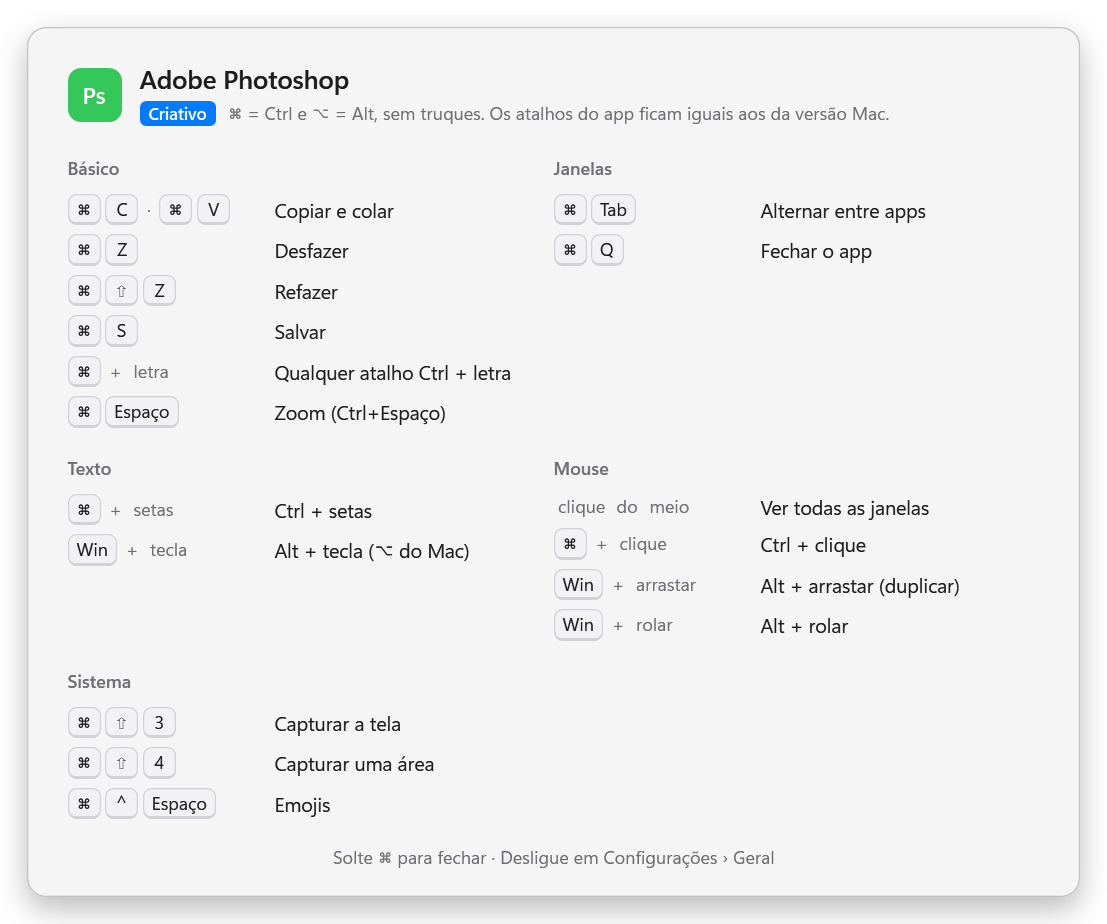 Ps
Adobe Photoshop
Criativo ⌘ = Ctrl e ⌥ = Alt, sem truques. Os atalhos do app ficam iguais aos da versão Mac.
Básico
⌘ C · ⌘ V Copiar e colar
⌘ Z Desfazer
⌘ ⇧ Z Refazer
⌘ S Salvar
⌘ + letra Qualquer atalho Ctrl + letra
⌘ Espaço Zoom (Ctrl+Espaço)
Janelas
⌘ Tab Alternar entre apps
⌘ Q Fechar o app
Texto
⌘ + setas Ctrl + setas
Win + tecla Alt + tecla (⌥ do Mac)
Mouse
clique do meio Ver todas as janelas
⌘ + clique Ctrl + clique
Win + arrastar Alt + arrastar (duplicar)
Win + rolar Alt + rolar
Sistema
⌘ ⇧ 3 Capturar a tela
⌘ ⇧ 4 Capturar uma área
⌘ ^ Espaço Emojis
Solte ⌘ para fechar · Desligue em Configurações › Geral